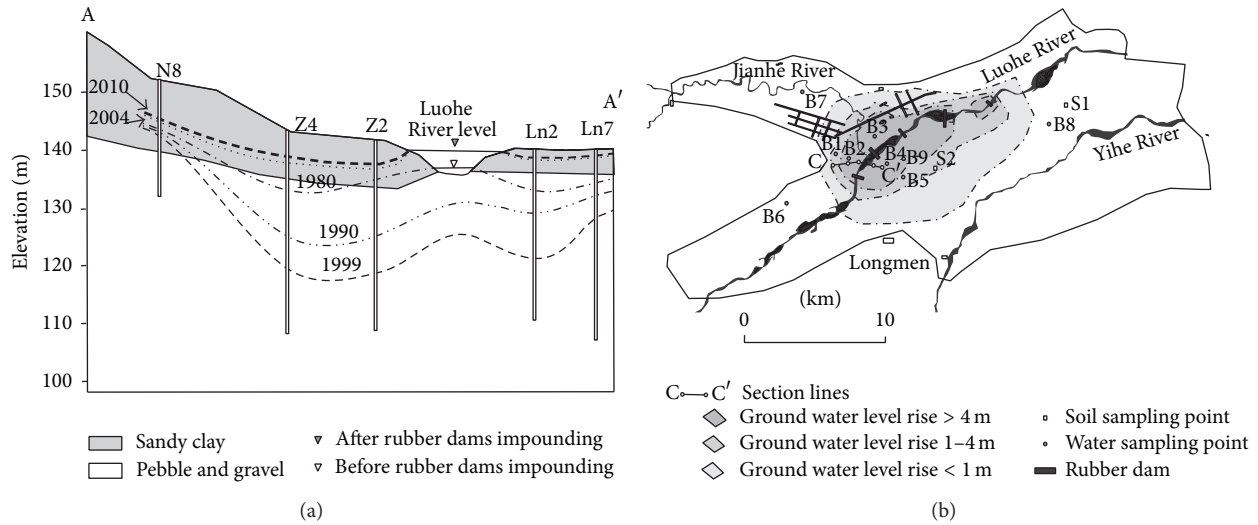 A
N8
150
2010
2004
Z4
Z2
Luohe
River level
A′
Ln2
Ln7
140
1980
130
1990
120
1999
110
100
Elevation (m)
Sandy clay
Pebble and gravel
After rubber dams impounding
Before rubber dams impounding
(a)
Jianhe River
Luohe River
B7
S1
B8
B3
Yihe River
B1
B2
B4
B9
S2
C
C′
B5
B6
Longmen
(km)
0
10
C C′ Section lines
Ground water level rise > 4 m
Ground water level rise 1–4 m
Ground water level rise < 1 m
Soil sampling point
Water sampling point
Rubber dam
(b)